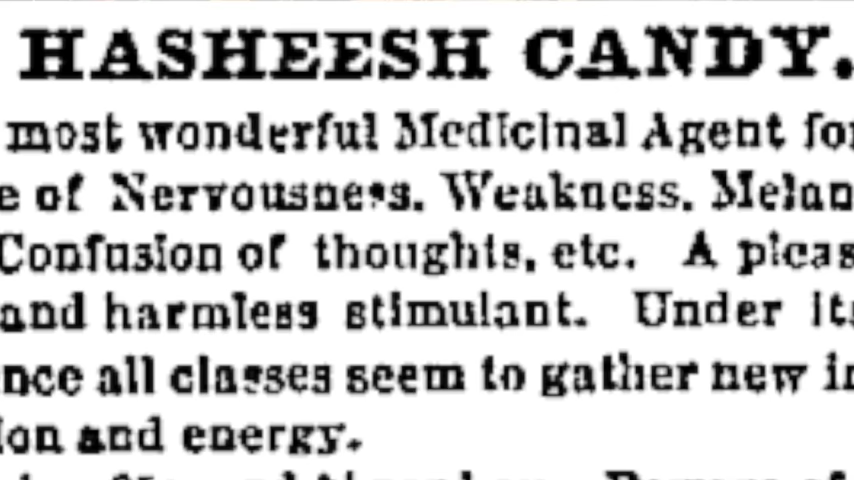 HASHEESH CANDY.
most wonderful Medicinal Agent for
e of Nervousness, Weakness, Melan
Confusion of thoughts, etc. A pleas
and harmless stimulant. Under its
nce all classes seem to gather new in
ion and energy.